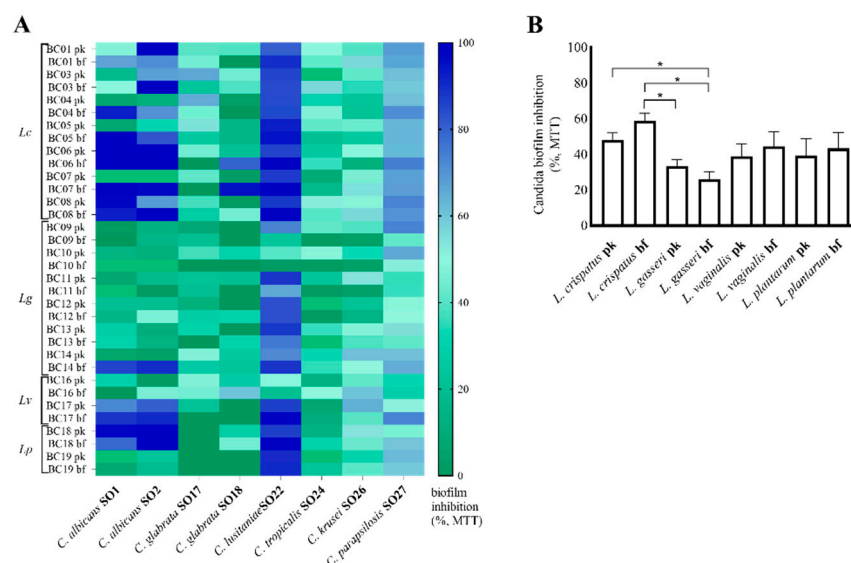 A
BC01 pk
BC01 bf
BC03 pk
BC03 bf
BC04 pk
BC04 bf
BC05 pk
BC05 bf
BC06 pk
BC06 bf
BC07 pk
BC07 bf
BC08 pk
BC08 bf
BC09 pk
BC09 bf
BC10 pk
BC10 bf
BC11 pk
BC11 bf
BC12 pk
BC12 bf
BC13 pk
BC13 bf
BC14 pk
BC14 bf
BC16 pk
BC16 bf
BC17 pk
BC17 bf
BC18 pk
BC18 bf
BC19 pk
BC19 bf
Lc
Lg
Lv
Lp
C. albicans SO1
C. albicans SO2
C. glabrata SO17
C. glabrata SO18
C. lusitaniae SO22
C. tropicalis SO24
C. krusei SO26
C. parapsilosis SO27
100
80
60
40
20
0
biofilm
inhibition
(%, MTT)
B
Candida biofilm inhibition
(%, MTT)
100
80
60
40
20
0
*
*
*
L. crispatus pk
L. crispatus bf
L. gasseri pk
L. gasseri bf
L. vaginalis pk
L. vaginalis bf
L. plantarum pk
L. plantarum bf